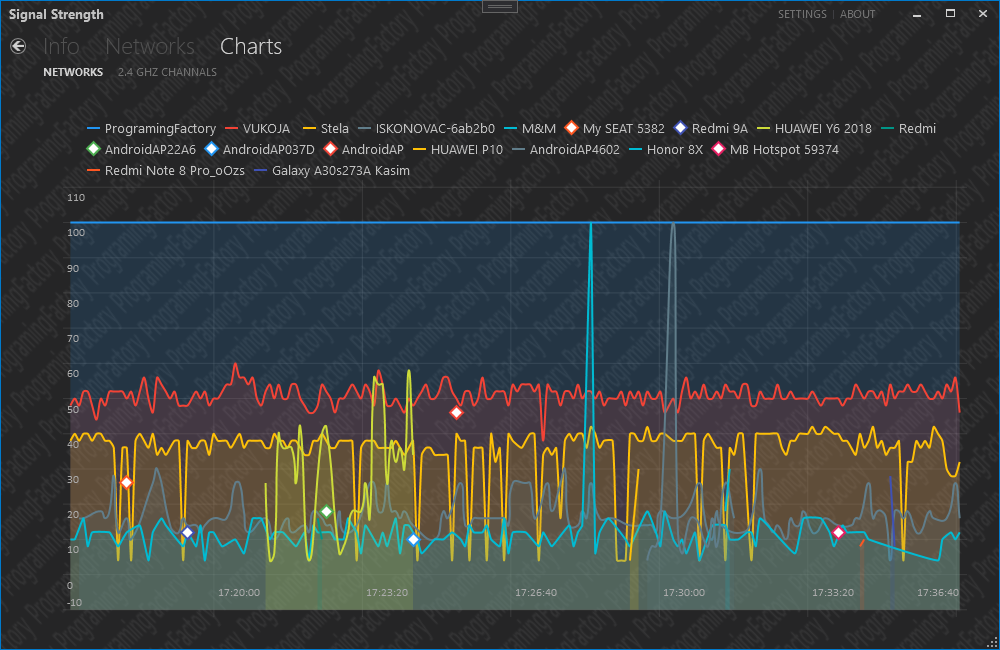 Signal Strength
SETTINGS ABOUT
Info Networks Charts
NETWORKS 2.4 GHZ CHANNELS
ProgramingFactory VUKOJA Stela ISKONOVAC-6ab2b0 M&M My SEAT 5382 Redmi 9A HUAWEI Y6 2018 Redmi
AndroidAP22A6 AndroidAP037D AndroidAP HUAWEI P10 AndroidAP4602 Honor 8X MB Hotspot 59374
Redmi Note 8 Pro_oOzs Galaxy A30s273A Kasim
110
100
90
80
70
60
50
40
30
20
10
0
-10
17:20:00 17:23:20 17:26:40 17:30:00 17:33:20 17:36:40
ProgramingFactory